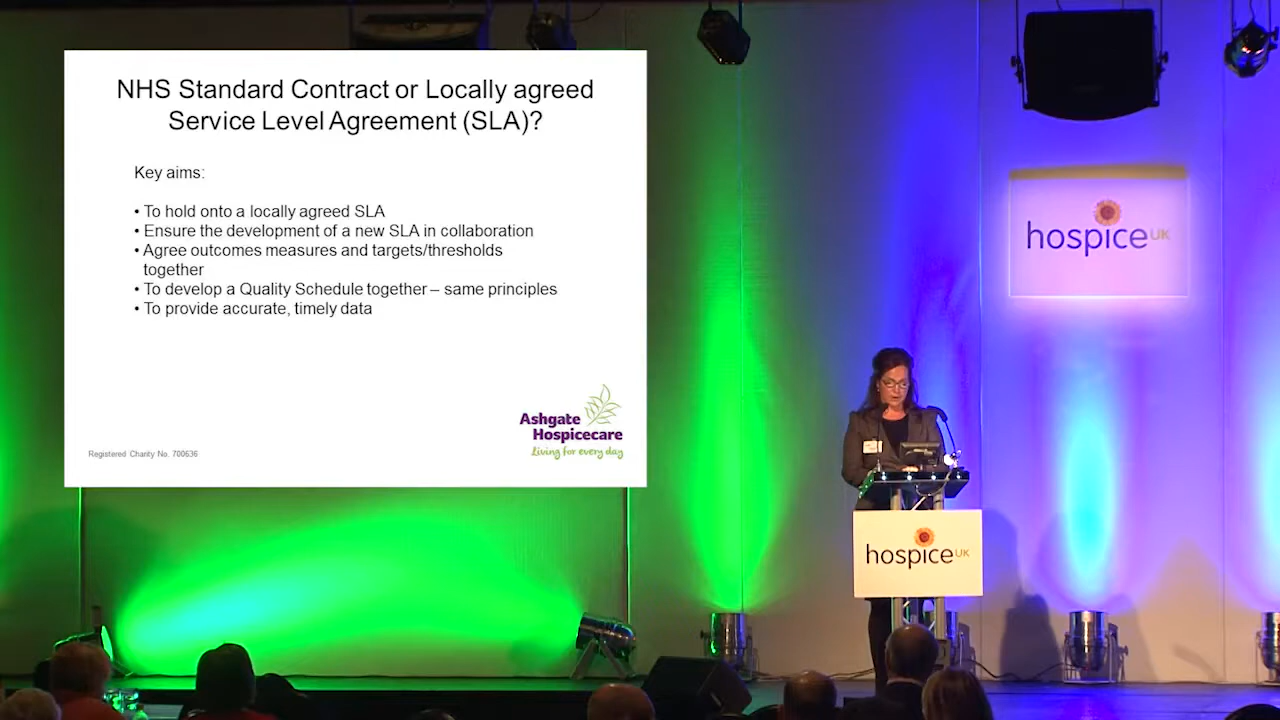 NHS Standard Contract or Locally agreed
Service Level Agreement (SLA)?
Key aims:
• To hold onto a locally agreed SLA
• Ensure the development of a new SLA in collaboration
• Agree outcomes measures and targets/thresholds
together
• To develop a Quality Schedule together – same principles
• To provide accurate, timely data
Ashgate
Hospicecare
Living for every day
Registered Charity No. 700636
hospice UK
hospice UK